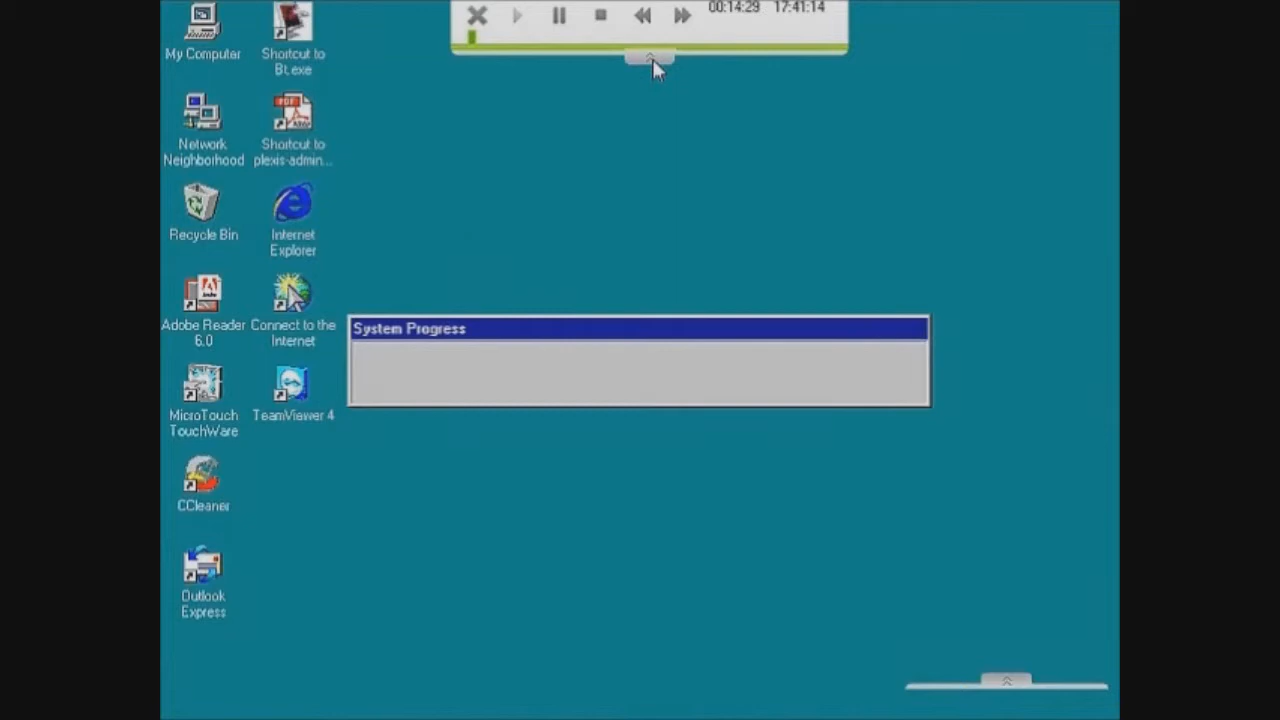 00:14:29 17:41:14
My Computer
Shortcut to
Bt.exe
Network
Neighborhood
Shortcut to
plexis-admin...
Recycle Bin
Internet
Explorer
Adobe Reader
6.0
Connect to the
Internet
System Progress
MicroTouch
TouchWare
TeamViewer 4
CCleaner
Outlook
Express